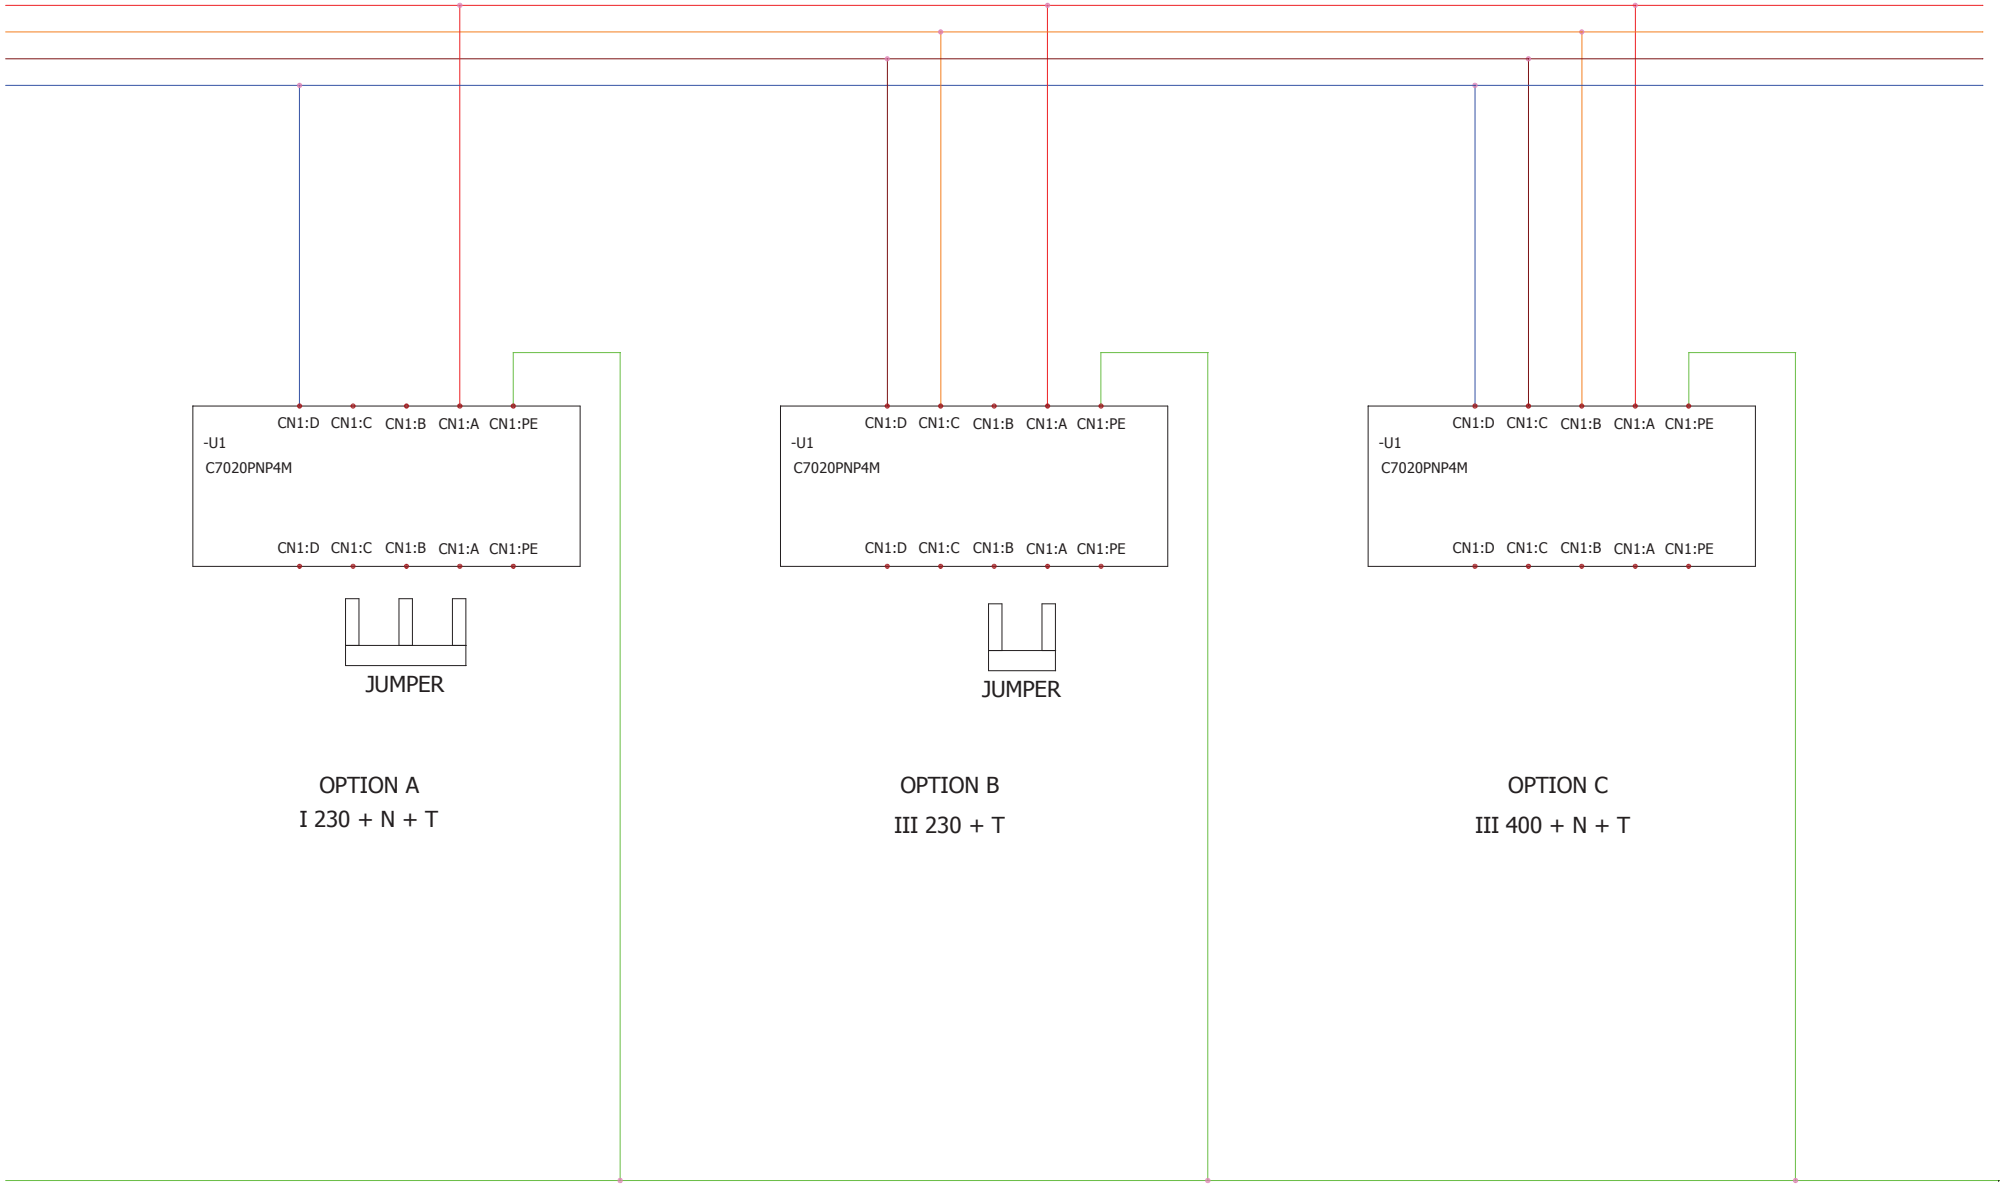 CN1:D CN1:C CN1:B CN1:A CN1:PE
-U1
C7020PNP4M
CN1:D CN1:C CN1:B CN1:A CN1:PE
JUMPER
OPTION A
I 230 + N + T
CN1:D CN1:C CN1:B CN1:A CN1:PE
-U1
C7020PNP4M
CN1:D CN1:C CN1:B CN1:A CN1:PE
JUMPER
OPTION B
III 230 + T
CN1:D CN1:C CN1:B CN1:A CN1:PE
-U1
C7020PNP4M
CN1:D CN1:C CN1:B CN1:A CN1:PE
OPTION C
III 400 + N + T